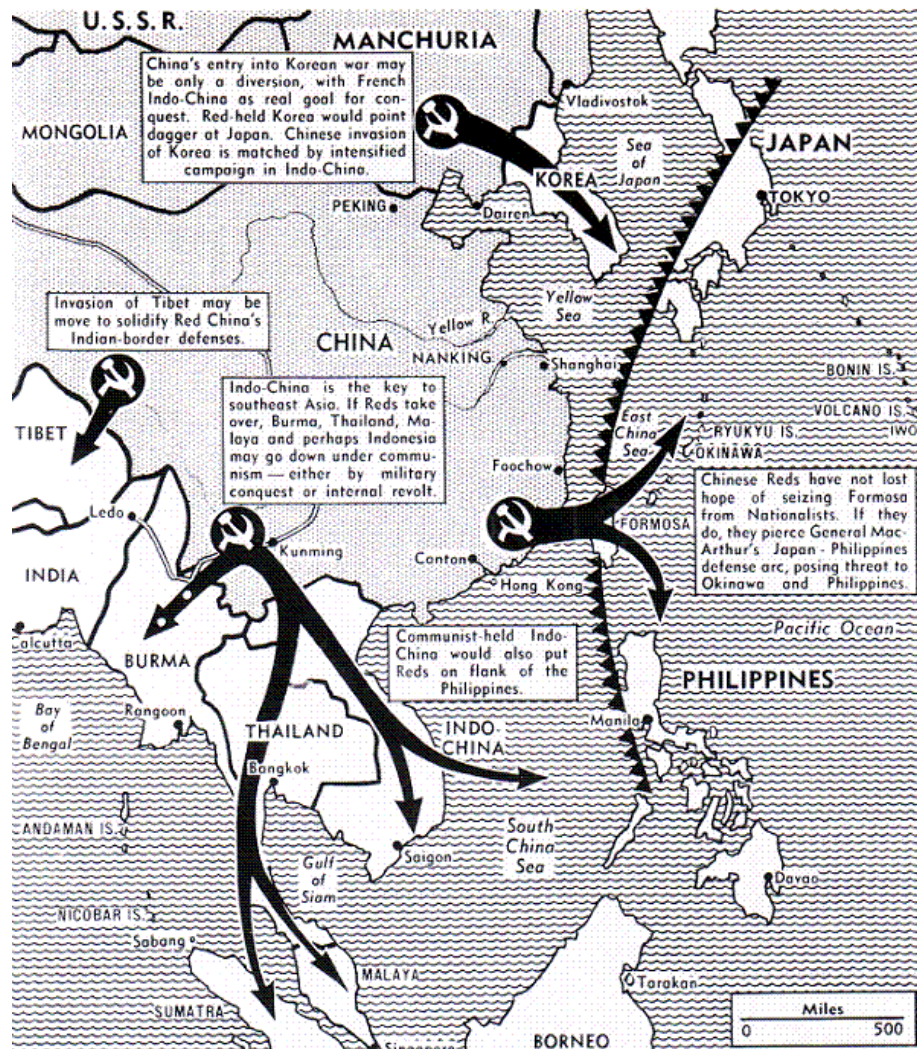 U.S.S.R.
MANCHURIA
China's entry into Korean war may
be only a diversion, with French
Indo-China as real goal for con-
quest. Red-held Korea would point
dagger at Japan. Chinese invasion
of Korea is matched by intensified
campaign in Indo-China.
Vladivostok
MONGOLIA
Sea
of
Japan
JAPAN
KOREA
PEKING
Dairen
TOKYO
Invasion of Tibet may be
move to solidify Red China's
Indian-border defenses.
Yellow
Sea
Yellow R.
CHINA
NANKING
Shanghai
BONIN IS.
Indo-China is the key to
southeast Asia. If Reds take
over, Burma, Thailand, Ma-
laya and perhaps Indonesia
may go down under commu-
nism — either by military
conquest or internal revolt.
VOLCANO IS.
IWO
TIBET
East
China
Sea
RYUKYU IS.
OKINAWA
Foochow
Chinese Reds have not lost
hope of seizing Formosa
from Nationalists. If they
do, they pierce General Mac-
Arthur's Japan - Philippines
defense arc, posing threat to
Okinawa and Philippines.
Ledo
FORMOSA
Kunming
Canton
INDIA
Hong Kong
Calcutta
Communist-held Indo-
China would also put
Reds on flank of the
Philippines.
Pacific Ocean
BURMA
PHILIPPINES
Bay
of
Bengal
Rangoon
Manila
THAILAND
INDO-
CHINA
Bangkok
ANDAMAN IS.
South
China
Sea
Saigon
Gulf
of
Siam
Davao
NICOBAR IS.
Sabang
MALAYA
Tarakan
SUMATRA
Miles
0 500
Singapore
BORNEO